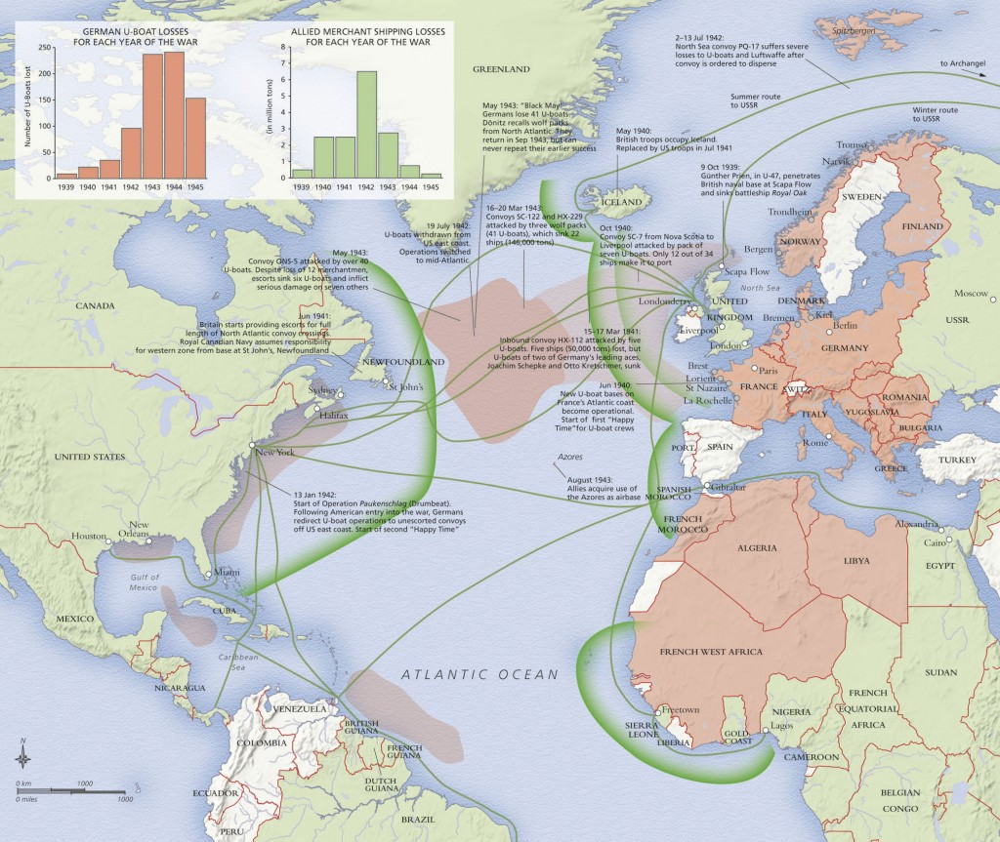 GERMAN U-BOAT LOSSES
FOR EACH YEAR OF THE WAR
Number of U-Boats lost
250
200
150
100
50
0
1939 1940 1941 1942 1943 1944 1945
ALLIED MERCHANT SHIPPING LOSSES
FOR EACH YEAR OF THE WAR
(in million tons)
8
7
6
5
4
3
2
1
0
1939 1940 1941 1942 1943 1944 1945
Spitzbergen
2–13 Jul 1942:
North Sea convoy PQ-17 suffers severe
losses to U-boats and Luftwaffe after
convoy is ordered to disperse
to Archangel
Summer route
to USSR
Winter route
to USSR
GREENLAND
May 1943: "Black May"
Germans lose 41 U-boats.
Dönitz recalls wolf packs
from North Atlantic. They
return in Sep 1943, but can
never repeat their earlier success
May 1940:
British troops occupy Iceland.
Replaced by US troops in Jul 1941
9 Oct 1939:
Günther Prien, in U-47, penetrates
British naval base at Scapa Flow
and sinks battleship Royal Oak
Tromsø
Narvik
ICELAND
SWEDEN
Trondheim
FINLAND
NORWAY
Bergen
16–20 Mar 1943:
Convoys SC-122 and HX-229
attacked by three wolf packs
(41 U-boats), which sink 22
ships (146,000 tons)
19 July 1942:
U-boats withdrawn from
US east coast.
Operations switched
to mid-Atlantic.
Oct 1940:
Convoy SC-7 from Nova Scotia to
Liverpool attacked by pack of
seven U-boats. Only 12 out of 34
ships make it to port
May 1943:
Convoy ONS-5 attacked by over 40
U-boats. Despite loss of 12 merchantmen,
escorts sink six U-boats and inflict
serious damage on seven others
Scapa Flow
North Sea
Moscow
CANADA
Londonderry
UNITED
KINGDOM
DENMARK
Kiel
Bremen
Berlin
USSR
Liverpool
London
GERMANY
Jun 1941:
Britain starts providing escorts for full
length of North Atlantic convoy crossings.
Royal Canadian Navy assumes responsibility
for western zone from base at St John's, Newfoundland
15–17 Mar 1941:
Inbound convoy HX-112 attacked by five
U-boats. Five ships (50,000 tons) lost, but
U-boats of two of Germany's leading aces,
Joachim Schepke and Otto Kretschmer, sunk
NEWFOUNDLAND
St John's
Sydney
Halifax
Brest
Lorient
St Nazaire
La Rochelle
Paris
FRANCE
SWITZ.
ROMANIA
ITALY
YUGOSLAVIA
BULGARIA
Rome
GREECE
Jun 1940:
New U-boat bases on
France's Atlantic coast
become operational.
Start of first "Happy
Time" for U-boat crews
UNITED STATES
New York
PORT.
SPAIN
TURKEY
Azores
August 1943:
Allies acquire use of
the Azores as airbase
SPANISH
MOROCCO
Gibraltar
FRENCH
MOROCCO
13 Jan 1942:
Start of Operation Paukenschlag (Drumbeat).
Following American entry into the war, Germans
redirect U-boat operations to unescorted convoys
off US east coast. Start of second "Happy Time"
Alexandria
Cairo
Houston
New
Orleans
ALGERIA
LIBYA
EGYPT
Miami
Gulf of
Mexico
MEXICO
CUBA
FRENCH WEST AFRICA
Caribbean
Sea
ATLANTIC OCEAN
SUDAN
NICARAGUA
FRENCH
EQUATORIAL
AFRICA
VENEZUELA
Freetown
NIGERIA
COLOMBIA
BRITISH
GUIANA
SIERRA
LEONE
LIBERIA
GOLD
COAST
Lagos
FRENCH
GUIANA
CAMEROON
N
0 km 1000
0 miles 1000
DUTCH
GUIANA
ECUADOR
BELGIAN
CONGO
BRAZIL
PERU